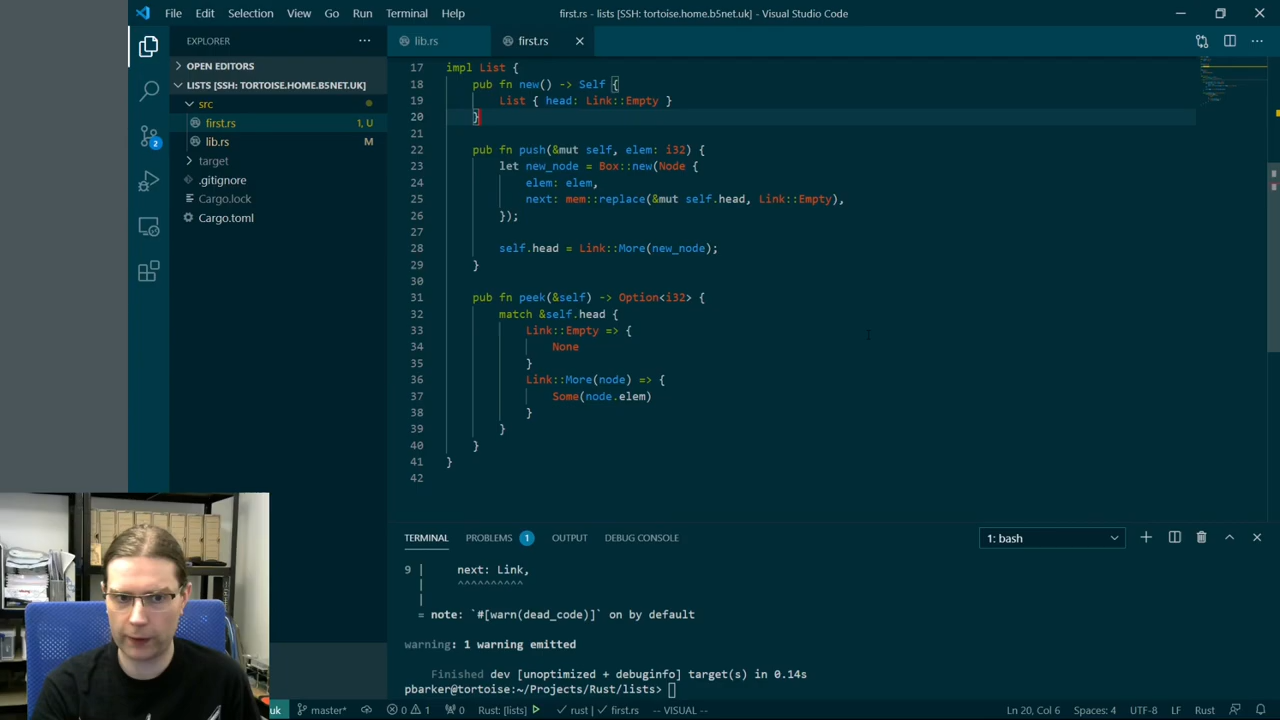 File Edit Selection View Go Run Terminal Help
first.rs - lists [SSH: tortoise.home.b5net.uk] - Visual Studio Code
EXPLORER
OPEN EDITORS
LISTS [SSH: TORTOISE.HOME.B5NET.UK]
src
first.rs 1, U
lib.rs M
target
.gitignore
Cargo.lock
Cargo.toml
2
lib.rs
first.rs
17 impl List {
18 pub fn new() -> Self {
19 List { head: Link::Empty }
20 }
21
22 pub fn push(&mut self, elem: i32) {
23 let new_node = Box::new(Node {
24 elem: elem,
25 next: mem::replace(&mut self.head, Link::Empty),
26 });
27
28 self.head = Link::More(new_node);
29 }
30
31 pub fn peek(&self) -> Option<i32> {
32 match &self.head {
33 Link::Empty => {
34 None
35 }
36 Link::More(node) => {
37 Some(node.elem)
38 }
39 }
40 }
41 }
42
TERMINAL PROBLEMS 1 OUTPUT DEBUG CONSOLE
1: bash
9 | next: Link,
| ^^^^^^^^^^
|
= note: `#[warn(dead_code)]` on by default
warning: 1 warning emitted
Finished dev [unoptimized + debuginfo] target(s) in 0.14s
pbarker@tortoise:~/Projects/Rust/lists>
uk master* 0 1 0 Rust: [lists] rust | first.rs -- VISUAL -- Ln 20, Col 6 Spaces: 4 UTF-8 LF Rust